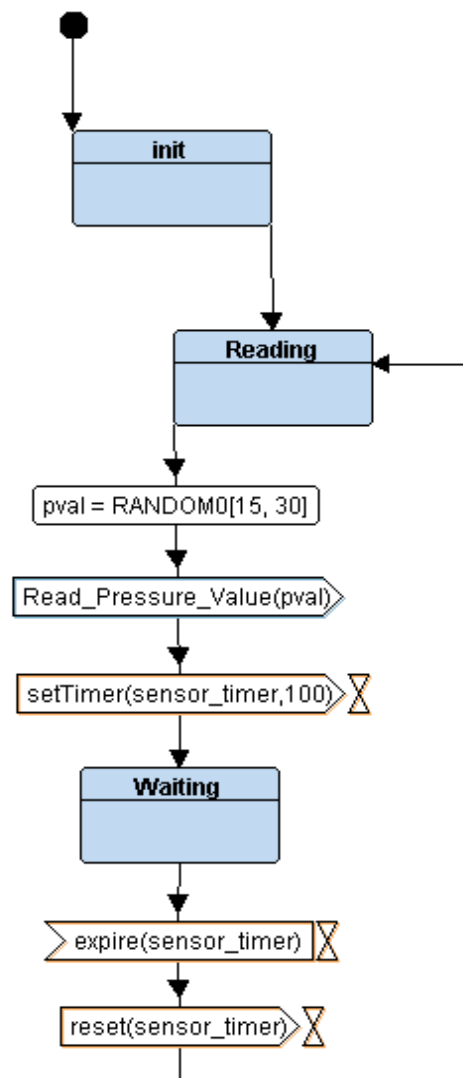 init
Reading
pval = RANDOM0[15, 30]
Read_Pressure_Value(pval)
setTimer(sensor_timer,100)
Waiting
expire(sensor_timer)
reset(sensor_timer)